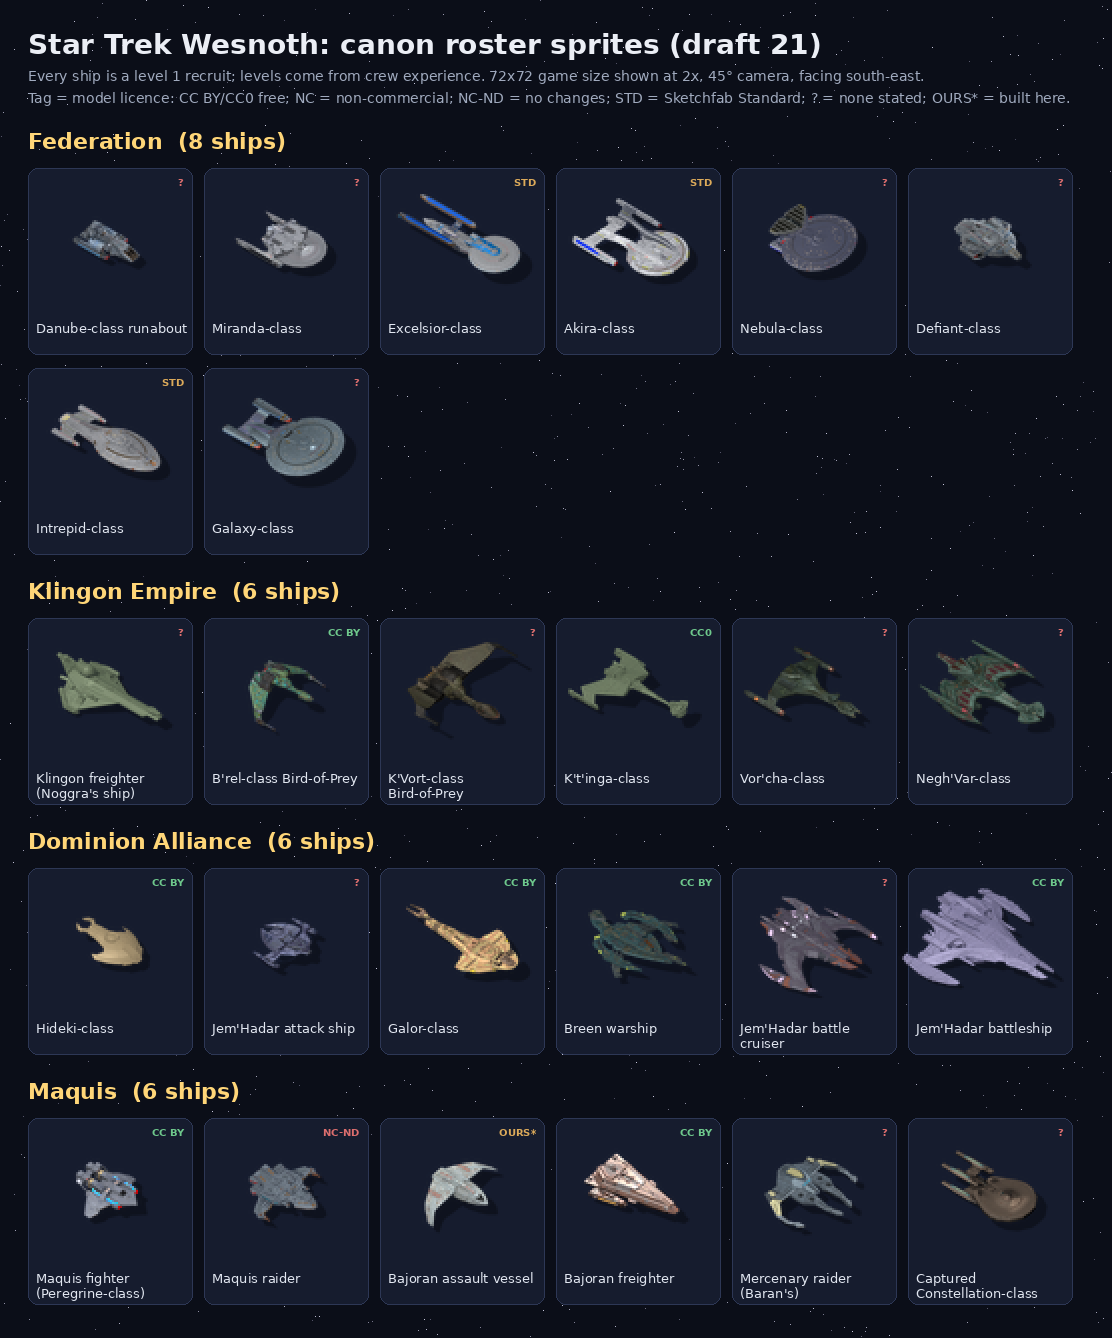 Star Trek Wesnoth: canon roster sprites (draft 21)
Every ship is a level 1 recruit; levels come from crew experience. 72x72 game size shown at 2x, 45° camera, facing south-east.
Tag = model licence: CC BY/CC0 free; NC = non-commercial; NC-ND = no changes; STD = Sketchfab Standard; ? = none stated; OURS* = built here.
Federation (8 ships)
?
?
STD
STD
?
?
Danube-class runabout
Miranda-class
Excelsior-class
Akira-class
Nebula-class
Defiant-class
STD
?
Intrepid-class
Galaxy-class
Klingon Empire (6 ships)
?
CC BY
?
CC0
?
?
Klingon freighter
(Noggra's ship)
B'rel-class Bird-of-Prey
K'Vort-class
Bird-of-Prey
K't'inga-class
Vor'cha-class
Negh'Var-class
Dominion Alliance (6 ships)
CC BY
?
CC BY
CC BY
?
CC BY
Hideki-class
Jem'Hadar attack ship
Galor-class
Breen warship
Jem'Hadar battle
cruiser
Jem'Hadar battleship
Maquis (6 ships)
CC BY
NC-ND
OURS*
CC BY
?
?
Maquis fighter
(Peregrine-class)
Maquis raider
Bajoran assault vessel
Bajoran freighter
Mercenary raider
(Baran's)
Captured
Constellation-class